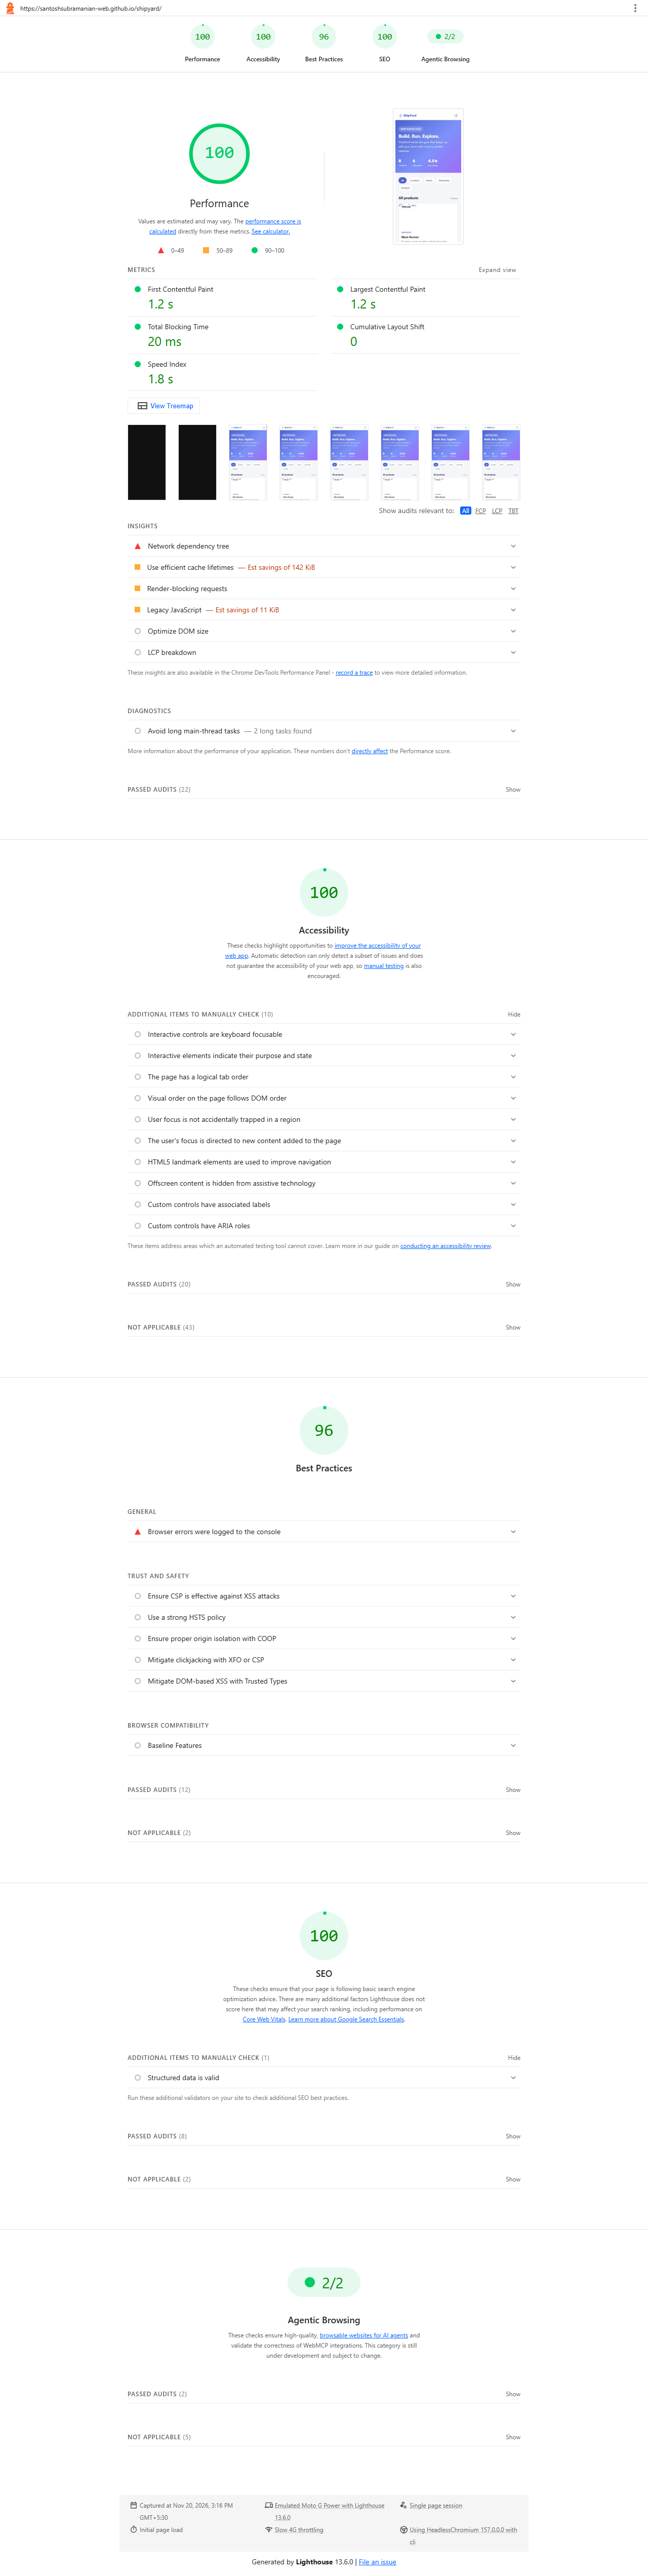 https://santoshsubramanian-web.github.io/shipyard/
100
100
96
100
2/2
Performance
Accessibility
Best Practices
SEO
Agentic Browsing
100
Performance
Values are estimated and may vary. The performance score is
calculated directly from these metrics. See calculator.
0–49
50–89
90–100
Build. Run. Explore.
All products
METRICS
Expand view
First Contentful Paint
1.2 s
Largest Contentful Paint
1.2 s
Total Blocking Time
20 ms
Cumulative Layout Shift
0
Speed Index
1.8 s
View Treemap
Show audits relevant to: All FCP LCP TBT
INSIGHTS
Network dependency tree
Use efficient cache lifetimes — Est savings of 142 KiB
Render-blocking requests
Legacy JavaScript — Est savings of 11 KiB
Optimize DOM size
LCP breakdown
These insights are also available in the Chrome DevTools Performance Panel - record a trace to view more detailed information.
DIAGNOSTICS
Avoid long main-thread tasks — 2 long tasks found
More information about the performance of your application. These numbers don't directly affect the Performance score.
PASSED AUDITS (22)
Show
100
Accessibility
These checks highlight opportunities to improve the accessibility of your
web app. Automatic detection can only detect a subset of issues and does
not guarantee the accessibility of your web app, so manual testing is also
encouraged.
ADDITIONAL ITEMS TO MANUALLY CHECK (10)
Hide
Interactive controls are keyboard focusable
Interactive elements indicate their purpose and state
The page has a logical tab order
Visual order on the page follows DOM order
User focus is not accidentally trapped in a region
The user's focus is directed to new content added to the page
HTML5 landmark elements are used to improve navigation
Offscreen content is hidden from assistive technology
Custom controls have associated labels
Custom controls have ARIA roles
These items address areas which an automated testing tool cannot cover. Learn more in our guide on conducting an accessibility review.
PASSED AUDITS (20)
Show
NOT APPLICABLE (43)
Show
96
Best Practices
GENERAL
Browser errors were logged to the console
TRUST AND SAFETY
Ensure CSP is effective against XSS attacks
Use a strong HSTS policy
Ensure proper origin isolation with COOP
Mitigate clickjacking with XFO or CSP
Mitigate DOM-based XSS with Trusted Types
BROWSER COMPATIBILITY
Baseline Features
PASSED AUDITS (12)
Show
NOT APPLICABLE (2)
Show
100
SEO
These checks ensure that your page is following basic search engine
optimization advice. There are many additional factors Lighthouse does not
score here that may affect your search ranking, including performance on
Core Web Vitals. Learn more about Google Search Essentials.
ADDITIONAL ITEMS TO MANUALLY CHECK (1)
Hide
Structured data is valid
Run these additional validators on your site to check additional SEO best practices.
PASSED AUDITS (8)
Show
NOT APPLICABLE (2)
Show
2/2
Agentic Browsing
These checks ensure high-quality, browsable websites for AI agents and
validate the correctness of WebMCP integrations. This category is still
under development and subject to change.
PASSED AUDITS (2)
Show
NOT APPLICABLE (5)
Show
Captured at Nov 20, 2026, 3:16 PM
GMT+5:30
Emulated Moto G Power with Lighthouse
13.6.0
Single page session
Initial page load
Slow 4G throttling
Using HeadlessChromium 157.0.0.0 with
cli
Generated by Lighthouse 13.6.0 | File an issue